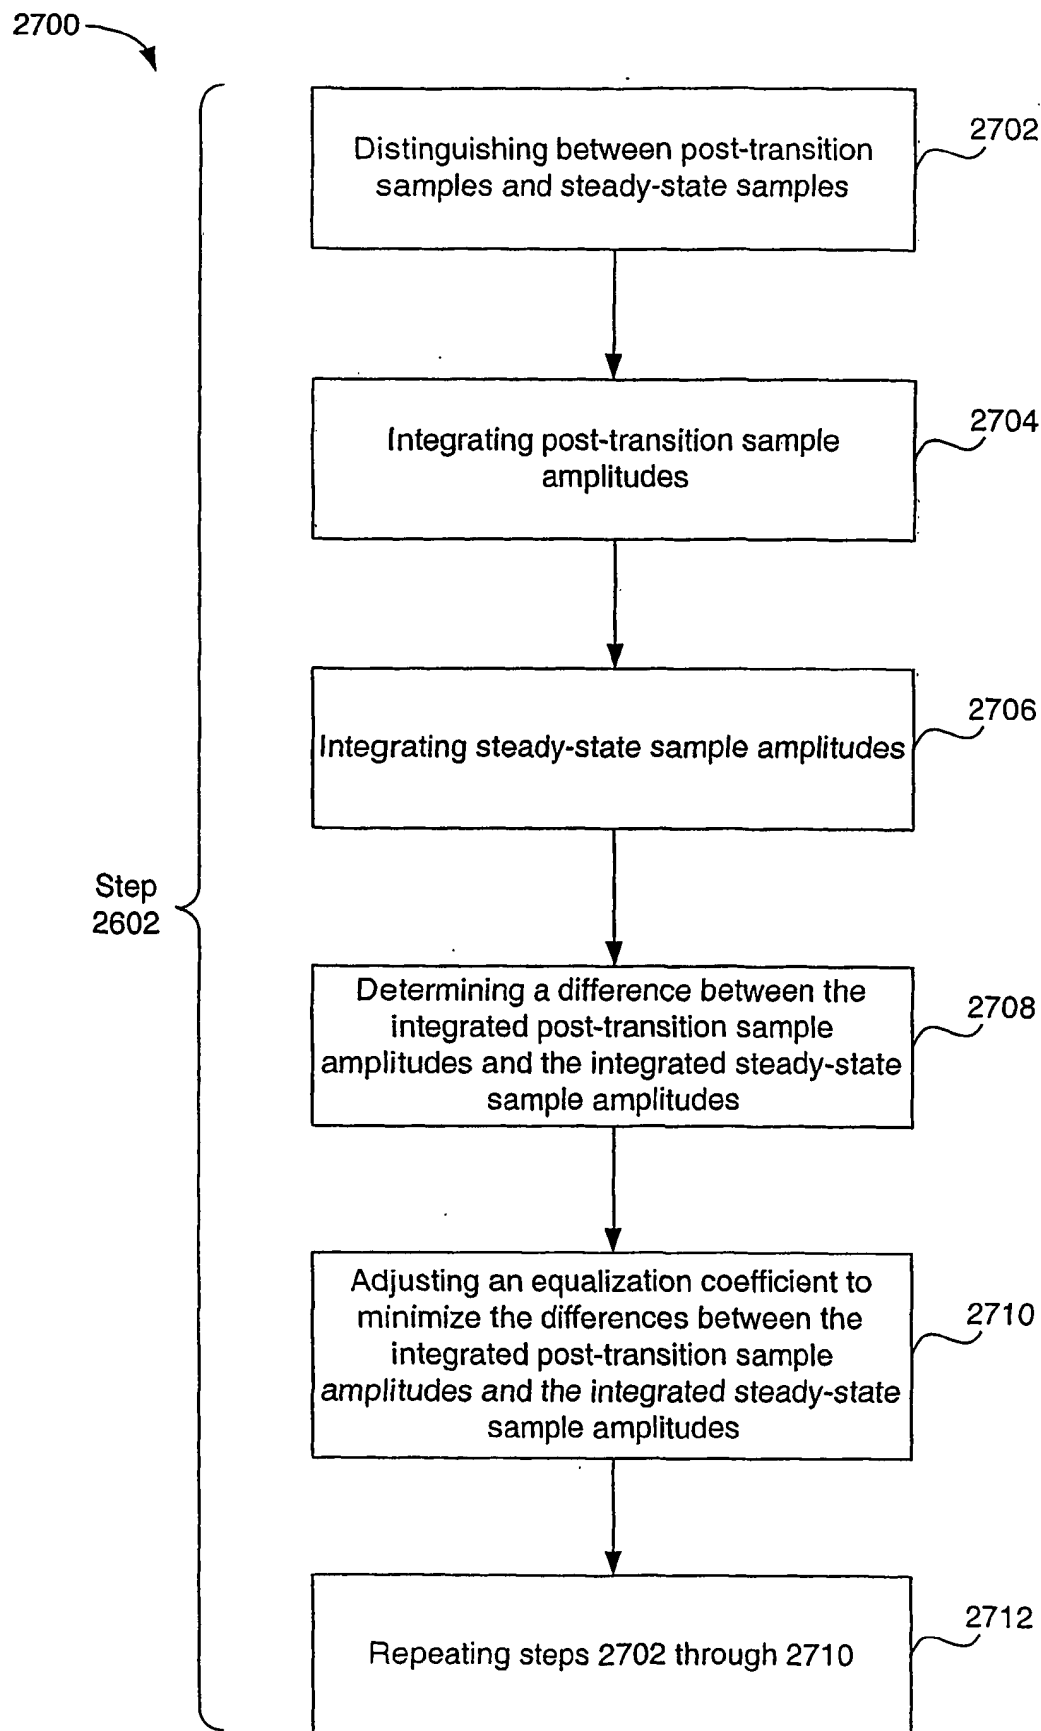 2700
Distinguishing between post-transition
samples and steady-state samples
2702
Integrating post-transition sample
amplitudes
2704
Integrating steady-state sample amplitudes
2706
Step
2602
Determining a difference between the
integrated post-transition sample
amplitudes and the integrated steady-state
sample amplitudes
2708
Adjusting an equalization coefficient to
minimize the differences between the
integrated post-transition sample
amplitudes and the integrated steady-state
sample amplitudes
2710
Repeating steps 2702 through 2710
2712